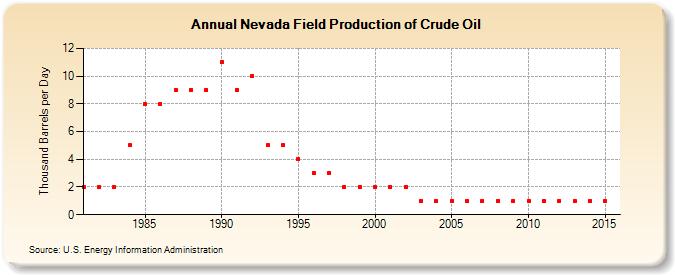 Annual Nevada Field Production of Crude Oil
Thousand Barrels per Day
12
10
8
6
4
2
0
1985 1990 1995 2000 2005 2010 2015
Source: U.S. Energy Information Administration